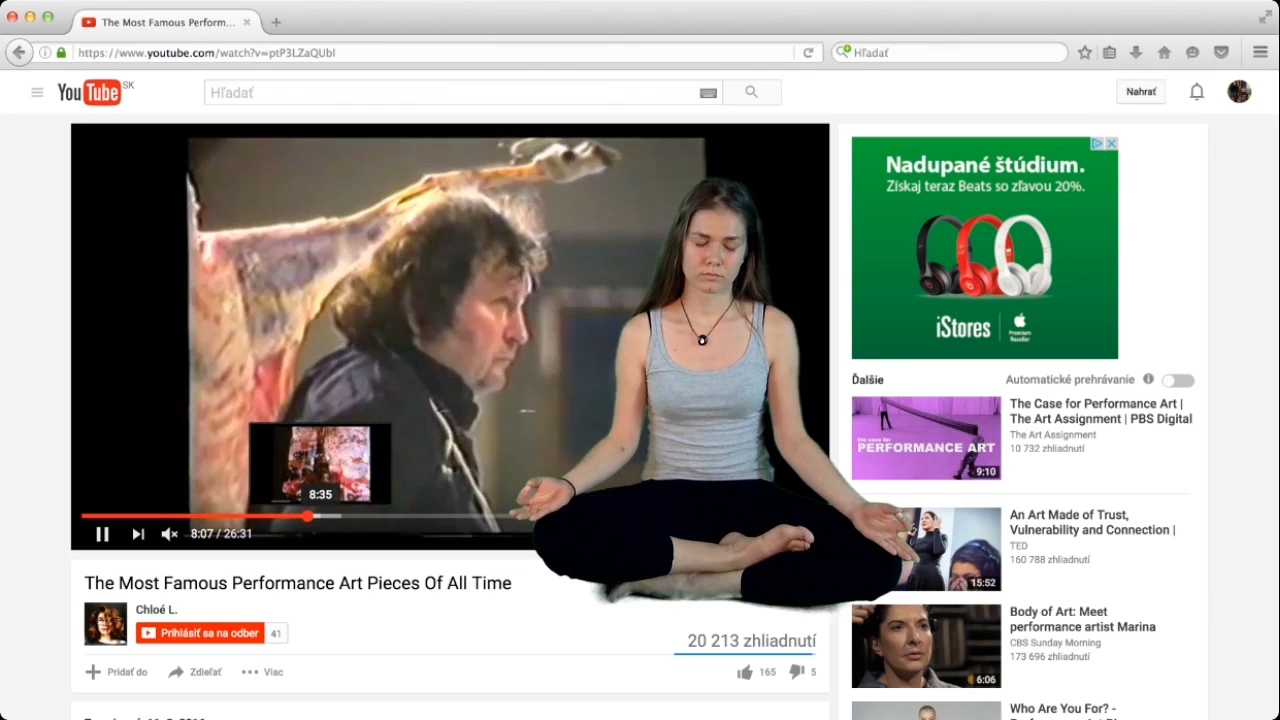 The Most Famous Perform...
https://www.youtube.com/watch?v=ptP3LZaQUbI
Hľadať
YouTube SK
Hľadať
Nahrať
Nadupané štúdium.
Získaj teraz Beats so zľavou 20%.
iStores
Premium
Reseller
8:35
8:07 / 26:31
The Most Famous Performance Art Pieces Of All Time
Chloé L.
Prihlásiť sa na odber 41
20 213 zhliadnutí
Pridať do
Zdieľať
Viac
165
5
Ďalšie
Automatické prehrávanie
the case for
PERFORMANCE ART
9:10
The Case for Performance Art |
The Art Assignment | PBS Digital
The Art Assignment
10 732 zhliadnutí
15:52
An Art Made of Trust,
Vulnerability and Connection |
TED
160 788 zhliadnutí
6:06
Body of Art: Meet
performance artist Marina
CBS Sunday Morning
173 696 zhliadnutí
Who Are You For? -